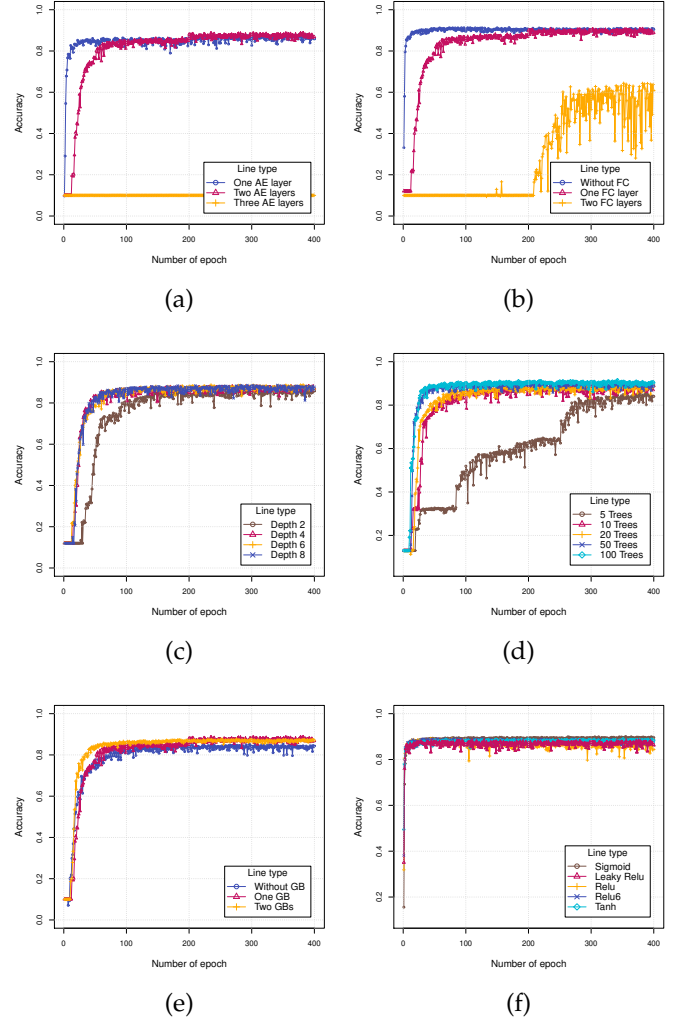 1.0
0.8
0.6
0.4
0.2
0.0
Accuracy
Line type
One AE layer
Two AE layers
Three AE layers
0 100 200 300 400
Number of epoch
(a)
1.0
0.8
0.6
0.4
0.2
0.0
Accuracy
Line type
Without FC
One FC layer
Two FC layers
0 100 200 300 400
Number of epoch
(b)
1.0
0.8
0.6
0.4
0.2
0.0
Accuracy
Line type
Depth 2
Depth 4
Depth 6
Depth 8
0 100 200 300 400
Number of epoch
(c)
1.0
0.8
0.6
0.4
0.2
Accuracy
Line type
5 Trees
10 Trees
20 Trees
50 Trees
100 Trees
0 100 200 300 400
Number of epoch
(d)
1.0
0.8
0.6
0.4
0.2
0.0
Accuracy
Line type
Without GB
One GB
Two GBs
0 100 200 300 400
Number of epoch
(e)
1.0
0.8
0.6
0.4
0.2
Accuracy
Line type
Sigmoid
Leaky Relu
Relu
Relu6
Tanh
0 100 200 300 400
Number of epoch
(f)